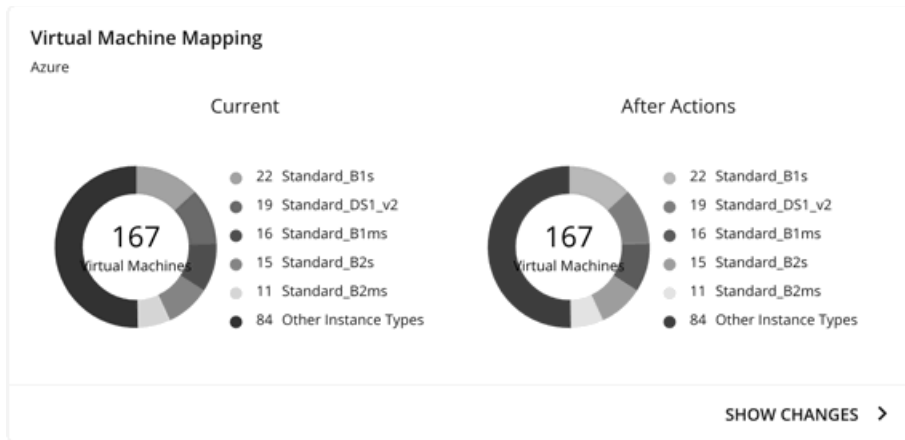 Virtual Machine Mapping
Azure
Current
167
Virtual Machines
22 Standard_B1s
19 Standard_DS1_v2
16 Standard_B1ms
15 Standard_B2s
11 Standard_B2ms
84 Other Instance Types
After Actions
167
Virtual Machines
22 Standard_B1s
19 Standard_DS1_v2
16 Standard_B1ms
15 Standard_B2s
11 Standard_B2ms
84 Other Instance Types
SHOW CHANGES